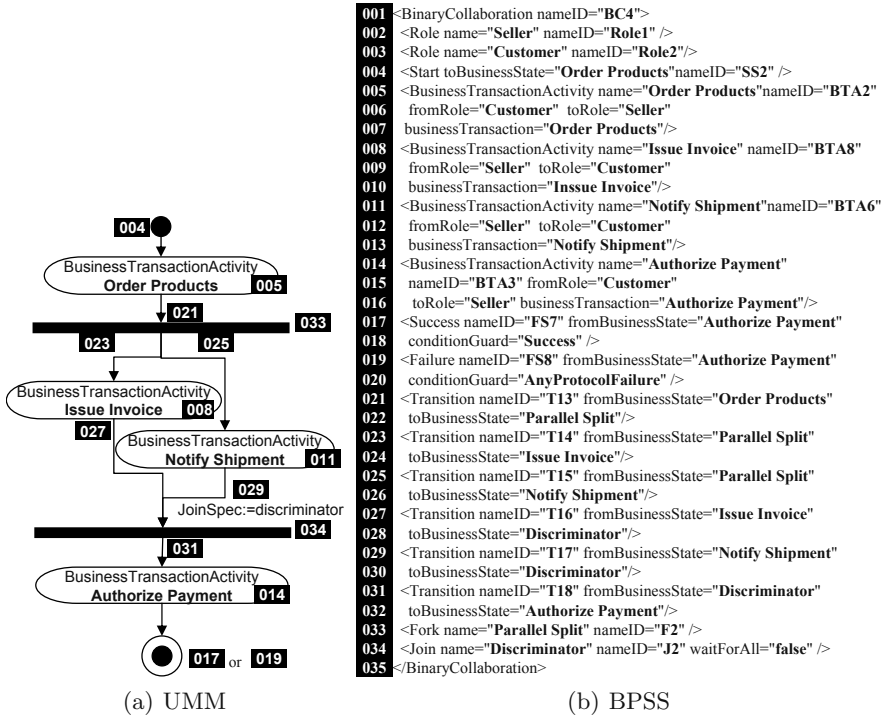 004
BusinessTransactionActivity
Order Products 005
021
033
023 025
BusinessTransactionActivity
Issue Invoice 008
027
BusinessTransactionActivity
Notify Shipment 011
029
JoinSpec:=discriminator
034
031
BusinessTransactionActivity
Authorize Payment 014
017 or 019
(a) UMM
001 <BinaryCollaboration nameID="BC4">
002 <Role name="Seller" nameID="Role1" />
003 <Role name="Customer" nameID="Role2"/>
004 <Start toBusinessState="Order Products"nameID="SS2" />
005 <BusinessTransactionActivity name="Order Products"nameID="BTA2"
006 fromRole="Customer" toRole="Seller"
007 businessTransaction="Order Products"/>
008 <BusinessTransactionActivity name="Issue Invoice" nameID="BTA8"
009 fromRole="Seller" toRole="Customer"
010 businessTransaction="Inssue Invoice"/>
011 <BusinessTransactionActivity name="Notify Shipment"nameID="BTA6"
012 fromRole="Seller" toRole="Customer"
013 businessTransaction="Notify Shipment"/>
014 <BusinessTransactionActivity name="Authorize Payment"
015 nameID="BTA3" fromRole="Customer"
016 toRole="Seller" businessTransaction="Authorize Payment"/>
017 <Success nameID="FS7" fromBusinessState="Authorize Payment"
018 conditionGuard="Success" />
019 <Failure nameID="FS8" fromBusinessState="Authorize Payment"
020 conditionGuard="AnyProtocolFailure" />
021 <Transition nameID="T13" fromBusinessState="Order Products"
022 toBusinessState="Parallel Split"/>
023 <Transition nameID="T14" fromBusinessState="Parallel Split"
024 toBusinessState="Issue Invoice"/>
025 <Transition nameID="T15" fromBusinessState="Parallel Split"
026 toBusinessState="Notify Shipment"/>
027 <Transition nameID="T16" fromBusinessState="Issue Invoice"
028 toBusinessState="Discriminator"/>
029 <Transition nameID="T17" fromBusinessState="Notify Shipment"
030 toBusinessState="Discriminator"/>
031 <Transition nameID="T18" fromBusinessState="Discriminator"
032 toBusinessState="Authorize Payment"/>
033 <Fork name="Parallel Split" nameID="F2" />
034 <Join name="Discriminator" nameID="J2" waitForAll="false" />
035 </BinaryCollaboration>
(b) BPSS